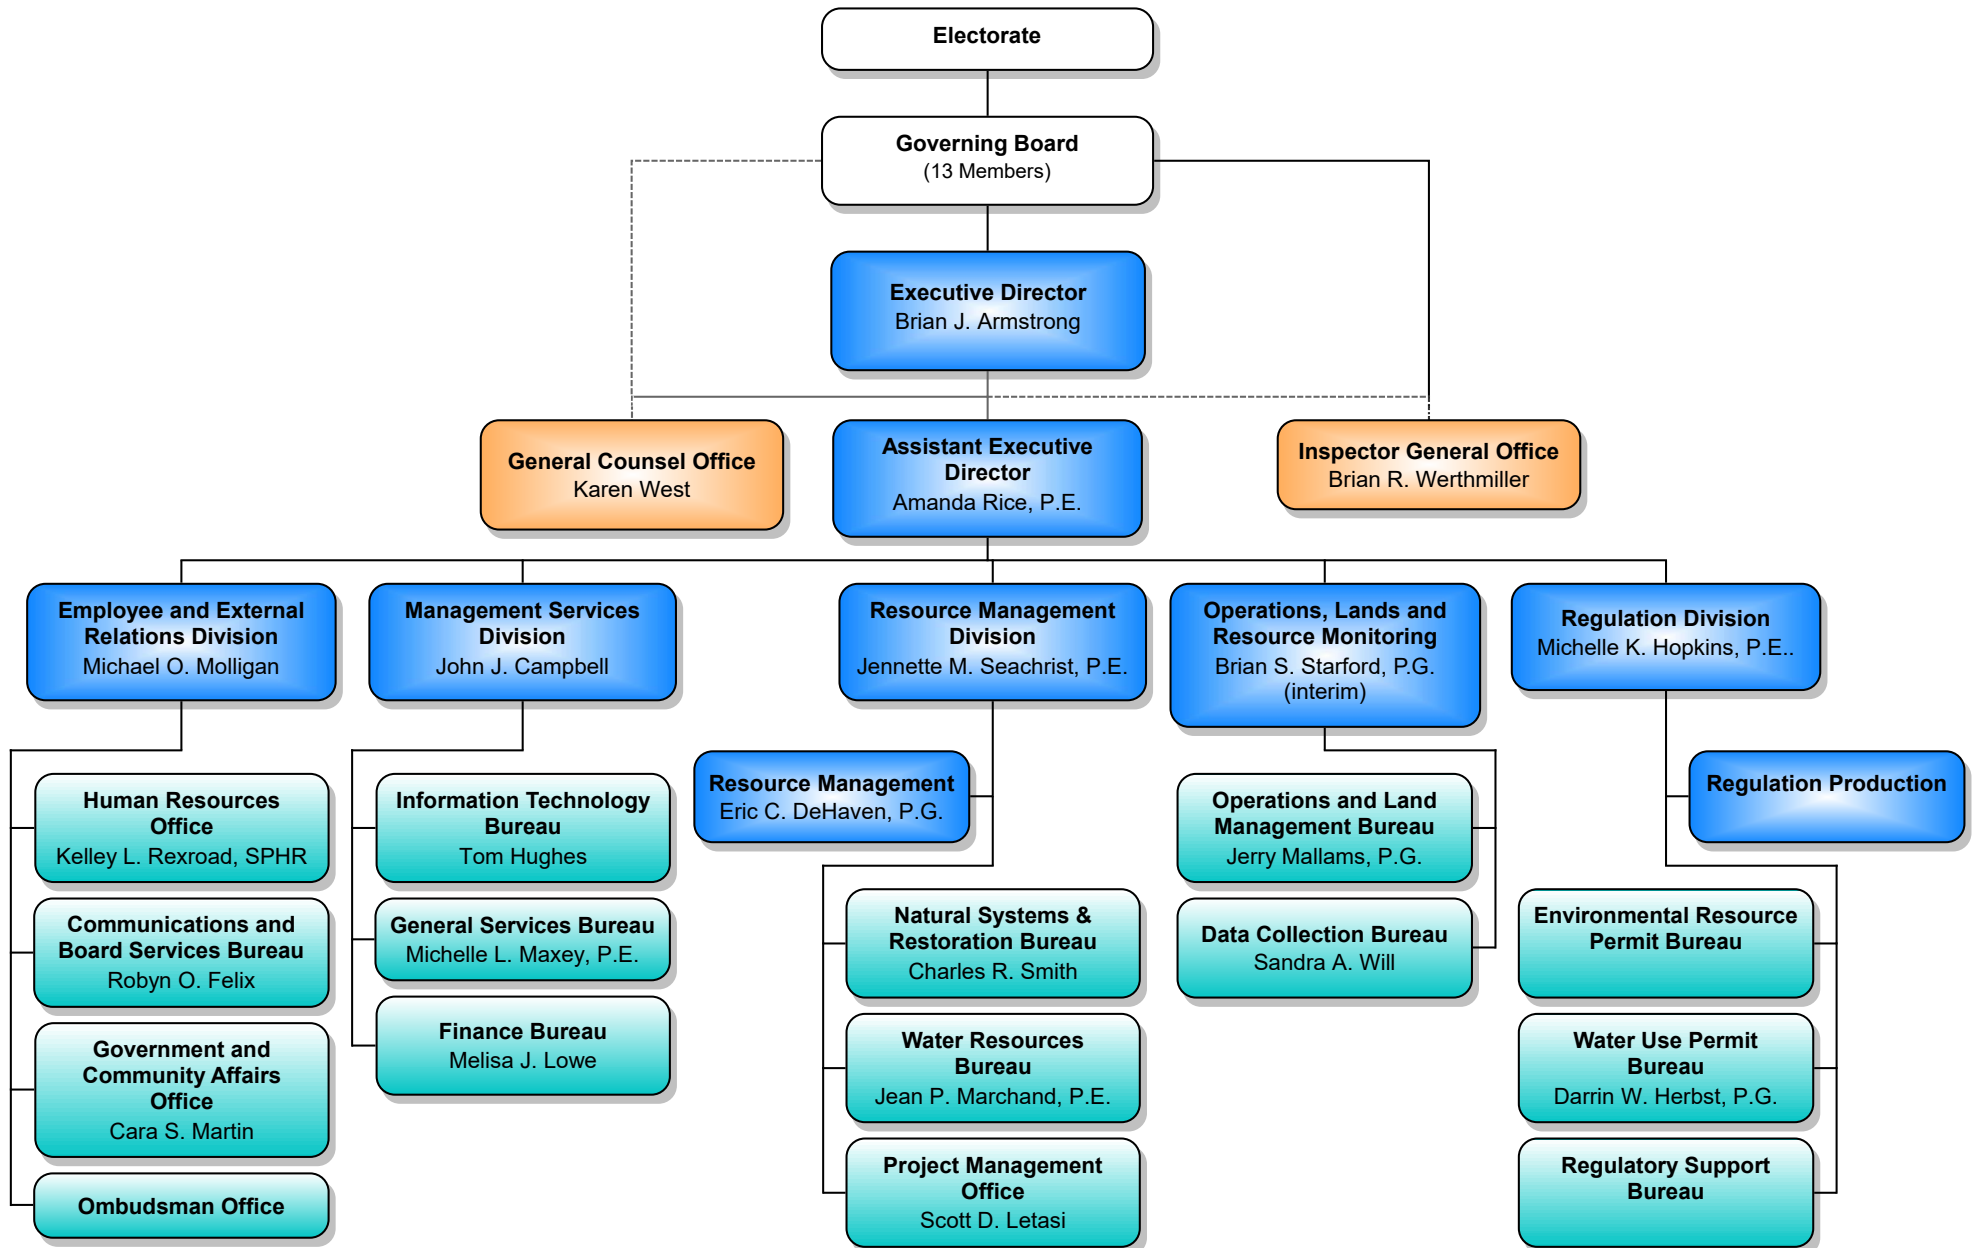 Electorate
Governing Board
(13 Members)
Executive Director
Brian J. Armstrong
General Counsel Office
Karen West
Assistant Executive
Director
Amanda Rice, P.E.
Inspector General Office
Brian R. Werthmiller
Employee and External
Relations Division
Michael O. Molligan
Management Services
Division
John J. Campbell
Resource Management
Division
Jennette M. Seachrist, P.E.
Operations, Lands and
Resource Monitoring
Brian S. Starford, P.G.
(interim)
Regulation Division
Michelle K. Hopkins, P.E..
Human Resources
Office
Kelley L. Rexroad, SPHR
Communications and
Board Services Bureau
Robyn O. Felix
Government and
Community Affairs
Office
Cara S. Martin
Ombudsman Office
Information Technology
Bureau
Tom Hughes
General Services Bureau
Michelle L. Maxey, P.E.
Finance Bureau
Melisa J. Lowe
Resource Management
Eric C. DeHaven, P.G.
Natural Systems &
Restoration Bureau
Charles R. Smith
Water Resources
Bureau
Jean P. Marchand, P.E.
Project Management
Office
Scott D. Letasi
Operations and Land
Management Bureau
Jerry Mallams, P.G.
Data Collection Bureau
Sandra A. Will
Regulation Production
Environmental Resource
Permit Bureau
Water Use Permit
Bureau
Darrin W. Herbst, P.G.
Regulatory Support
Bureau